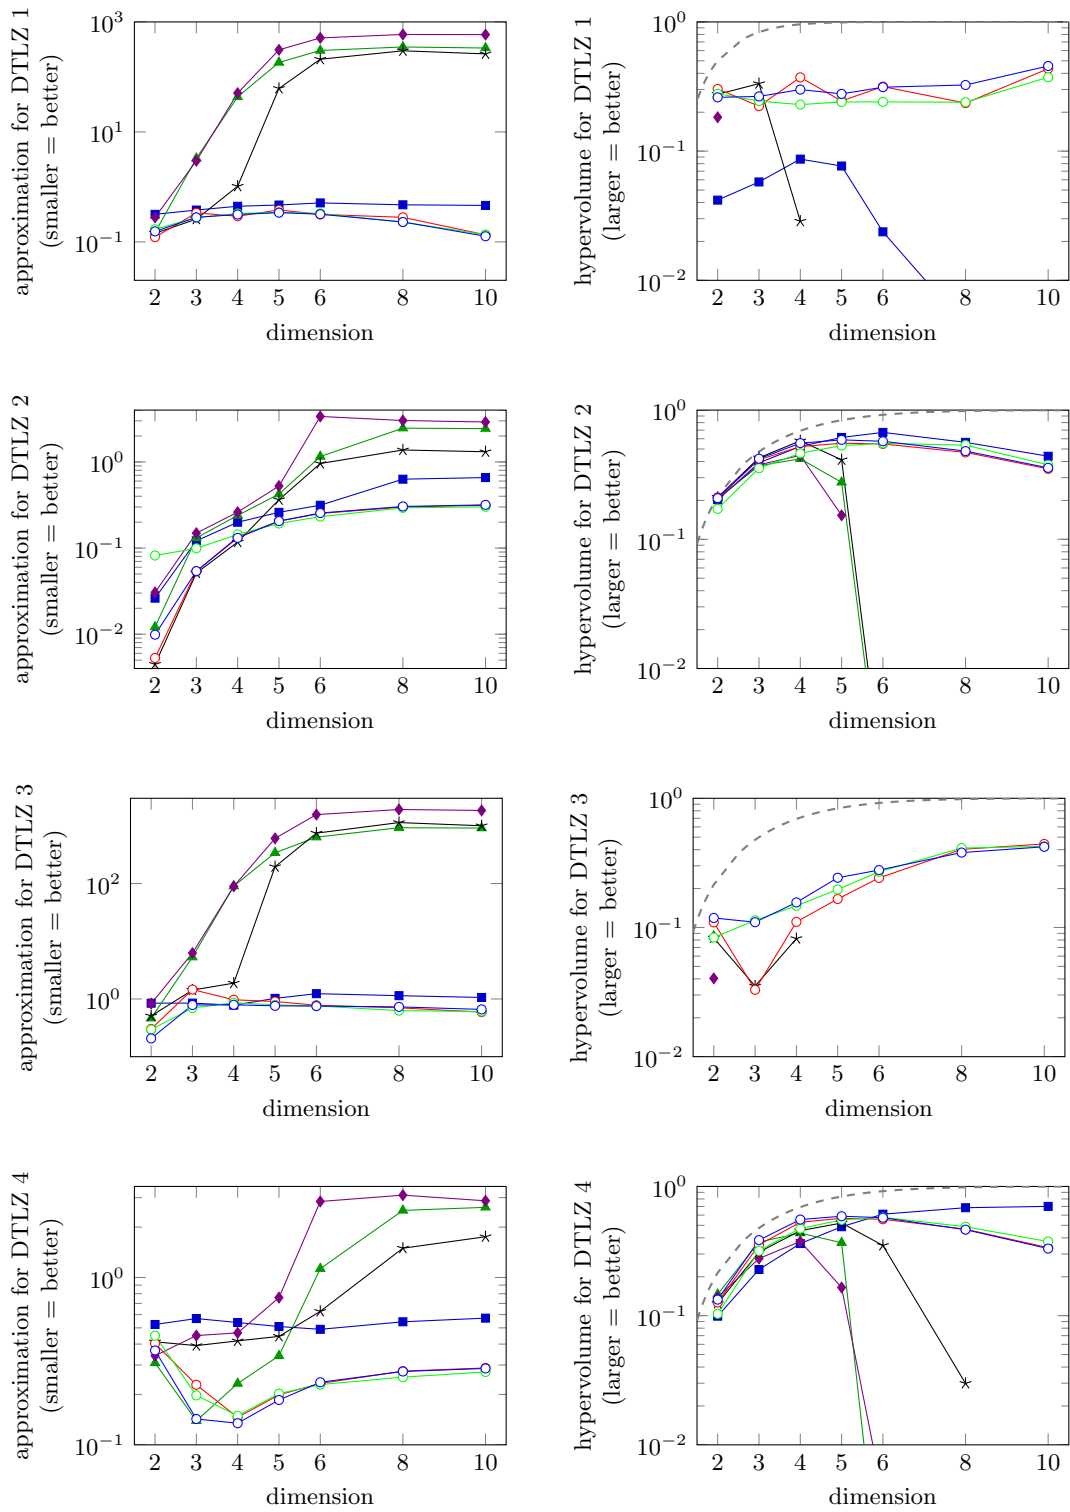 approximation for DTLZ 1
(smaller = better)
10^3
10^1
10^−1
2 3 4 5 6 8 10
dimension
hypervolume for DTLZ 1
(larger = better)
10^0
10^−1
10^−2
2 3 4 5 6 8 10
dimension
approximation for DTLZ 2
(smaller = better)
10^0
10^−1
10^−2
2 3 4 5 6 8 10
dimension
hypervolume for DTLZ 2
(larger = better)
10^0
10^−1
10^−2
2 3 4 5 6 8 10
dimension
approximation for DTLZ 3
(smaller = better)
10^2
10^0
2 3 4 5 6 8 10
dimension
hypervolume for DTLZ 3
(larger = better)
10^0
10^−1
10^−2
2 3 4 5 6 8 10
dimension
approximation for DTLZ 4
(smaller = better)
10^0
10^−1
2 3 4 5 6 8 10
dimension
hypervolume for DTLZ 4
(larger = better)
10^0
10^−1
10^−2
2 3 4 5 6 8 10
dimension